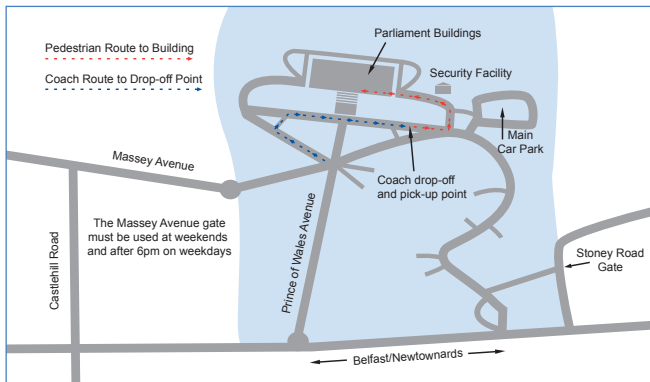 Parliament Buildings
Pedestrian Route to Building
Coach Route to Drop-off Point
Security Facility
Main
Car Park
Massey Avenue
Coach drop-off
and pick-up point
The Massey Avenue gate
must be used at weekends
and after 6pm on weekdays
Castlehill Road
Prince of Wales Avenue
Stoney Road
Gate
Belfast/Newtownards